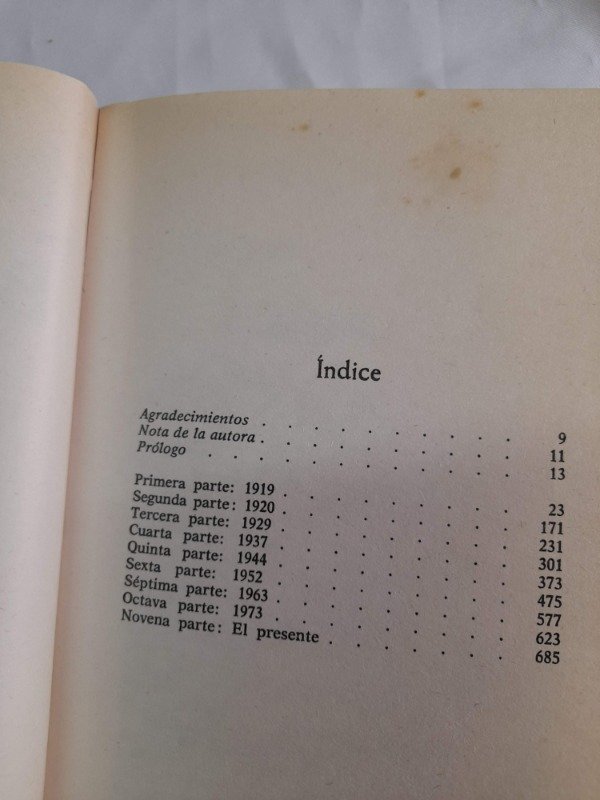 Índice
Agradecimientos . . . . . . . . . . 9
Nota de la autora . . . . . . . . . . 11
Prólogo . . . . . . . . . . . 13
Primera parte: 1919 . . . . . . . . . 23
Segunda parte: 1920 . . . . . . . . . 171
Tercera parte: 1929 . . . . . . . . . 231
Cuarta parte: 1937 . . . . . . . . . 301
Quinta parte: 1944 . . . . . . . . . 373
Sexta parte: 1952 . . . . . . . . . 475
Séptima parte: 1963 . . . . . . . . . 577
Octava parte: 1973 . . . . . . . . . 623
Novena parte: El presente . . . . . . . 685